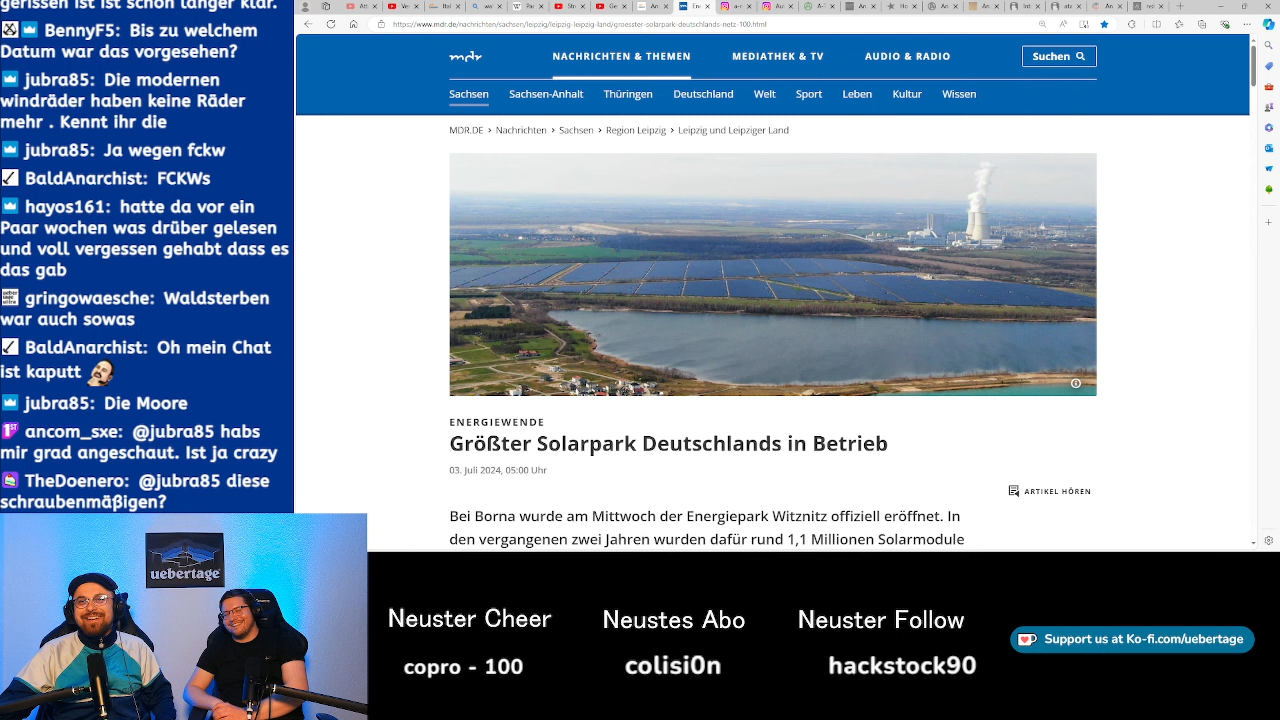 gerissen ist ist schon länger klar.
BennyF5: Bis zu welchem
Datum war das vorgesehen?
jubra85: Die modernen
windräder haben keine Räder
mehr . Kennt ihr die
jubra85: Ja wegen fckw
BaldAnarchist: FCKWs
hayos161: hatte da vor ein
Paar wochen was drüber gelesen
und voll vergessen gehabt dass es
das gab
gringowaesche: Waldsterben
war auch sowas
BaldAnarchist: Oh mein Chat
ist kaputt
jubra85: Die Moore
ancom_sxe: @jubra85 habs
mir grad angeschaut. Ist ja crazy
TheDoenero: @jubra85 diese
schraubenmäßigen?
https://www.mdr.de/nachrichten/sachsen/leipzig/leipzig-leipzig-land/groesster-solarpark-deutschlands-netz-100.html
mdr
NACHRICHTEN & THEMEN
MEDIATHEK & TV
AUDIO & RADIO
Suchen
Sachsen
Sachsen-Anhalt
Thüringen
Deutschland
Welt
Sport
Leben
Kultur
Wissen
MDR.DE > Nachrichten > Sachsen > Region Leipzig > Leipzig und Leipziger Land
ENERGIEWENDE
Größter Solarpark Deutschlands in Betrieb
03. Juli 2024, 05:00 Uhr
ARTIKEL HÖREN
Bei Borna wurde am Mittwoch der Energiepark Witznitz offiziell eröffnet. In
den vergangenen zwei Jahren wurden dafür rund 1,1 Millionen Solarmodule
uebertage
Neuster Cheer
copro - 100
Neustes Abo
colisi0n
Neuster Follow
hackstock90
Support us at Ko-fi.com/uebertage